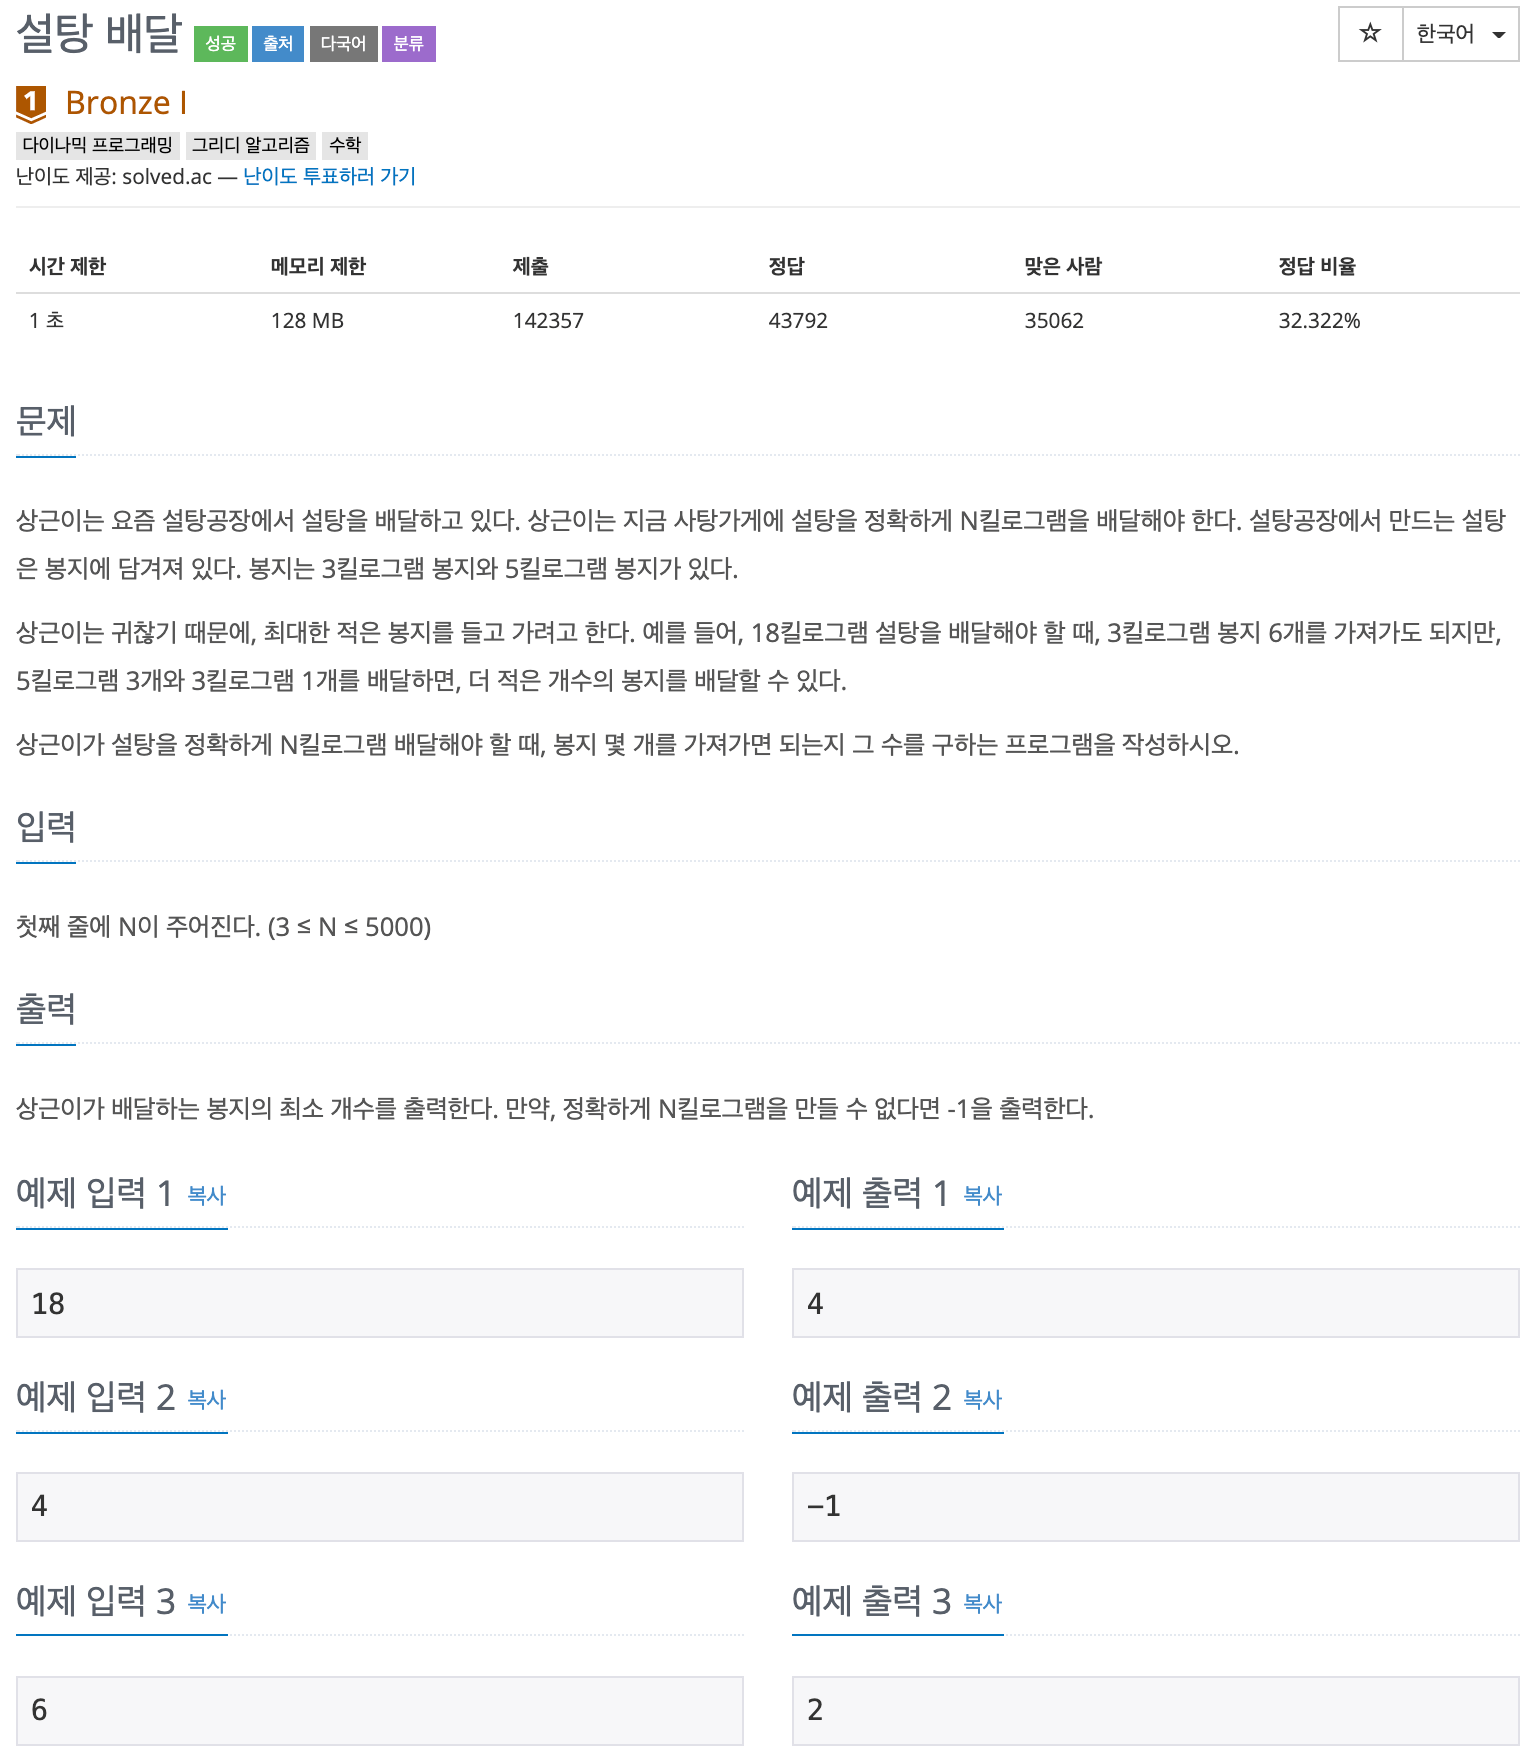 설탕 배달 성공 출처 다국어 분류 ☆ 한국어
1 Bronze I
다이나믹 프로그래밍 그리디 알고리즘 수학
난이도 제공: solved.ac — 난이도 투표하러 가기
시간 제한 메모리 제한 제출 정답 맞은 사람 정답 비율
1 초 128 MB 142357 43792 35062 32.322%
문제
상근이는 요즘 설탕공장에서 설탕을 배달하고 있다. 상근이는 지금 사탕가게에 설탕을 정확하게 N킬로그램을 배달해야 한다. 설탕공장에서 만드는 설탕
은 봉지에 담겨져 있다. 봉지는 3킬로그램 봉지와 5킬로그램 봉지가 있다.
상근이는 귀찮기 때문에, 최대한 적은 봉지를 들고 가려고 한다. 예를 들어, 18킬로그램 설탕을 배달해야 할 때, 3킬로그램 봉지 6개를 가져가도 되지만,
5킬로그램 3개와 3킬로그램 1개를 배달하면, 더 적은 개수의 봉지를 배달할 수 있다.
상근이가 설탕을 정확하게 N킬로그램 배달해야 할 때, 봉지 몇 개를 가져가면 되는지 그 수를 구하는 프로그램을 작성하시오.
입력
첫째 줄에 N이 주어진다. (3 ≤ N ≤ 5000)
출력
상근이가 배달하는 봉지의 최소 개수를 출력한다. 만약, 정확하게 N킬로그램을 만들 수 없다면 -1을 출력한다.
예제 입력 1 복사 예제 출력 1 복사
18 4
예제 입력 2 복사 예제 출력 2 복사
4 -1
예제 입력 3 복사 예제 출력 3 복사
6 2